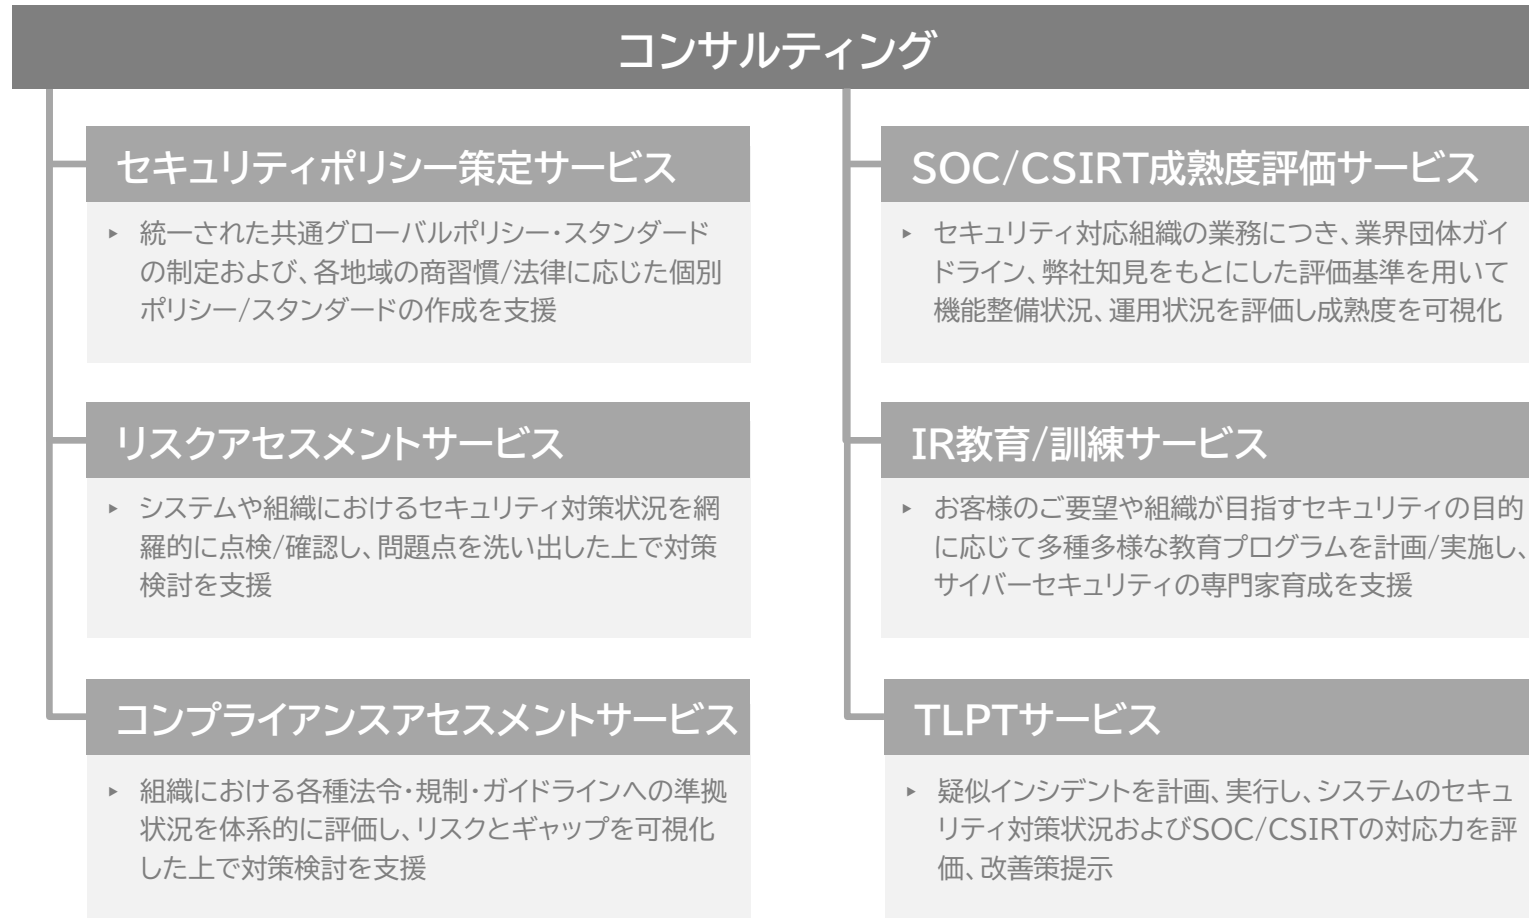 コンサルティング
セキュリティポリシー策定サービス
‣ 統一された共通グローバルポリシー・スタンダード
の制定および、各地域の商習慣/法律に応じた個別
ポリシー/スタンダードの作成を支援
リスクアセスメントサービス
‣ システムや組織におけるセキュリティ対策状況を網
羅的に点検/確認し、問題点を洗い出した上で対策
検討を支援
コンプライアンスアセスメントサービス
‣ 組織における各種法令・規制・ガイドラインへの準拠
状況を体系的に評価し、リスクとギャップを可視化
した上で対策検討を支援
SOC/CSIRT成熟度評価サービス
‣ セキュリティ対応組織の業務につき、業界団体ガイ
ドライン、弊社知見をもとにした評価基準を用いて
機能整備状況、運用状況を評価し成熟度を可視化
IR教育/訓練サービス
‣ お客様のご要望や組織が目指すセキュリティの目的
に応じて多種多様な教育プログラムを計画/実施し、
サイバーセキュリティの専門家育成を支援
TLPTサービス
‣ 疑似インシデントを計画、実行し、システムのセキュ
リティ対策状況およびSOC/CSIRTの対応力を評
価、改善策提示